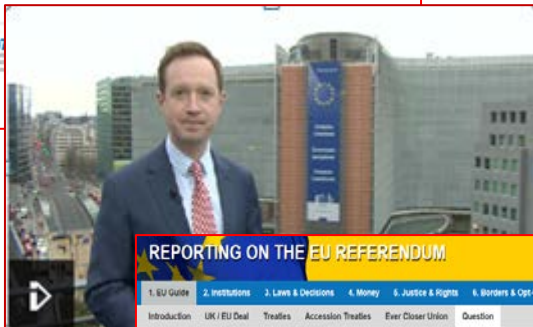 REPORTING ON THE EU REFERENDUM
1. EU Guide 2. Institutions 3. Laws & Decisions 4. Money 5. Justice & Rights 6. Borders & Opt-
Introduction UK / EU Deal Treaties Accession Treaties Ever Closer Union Question